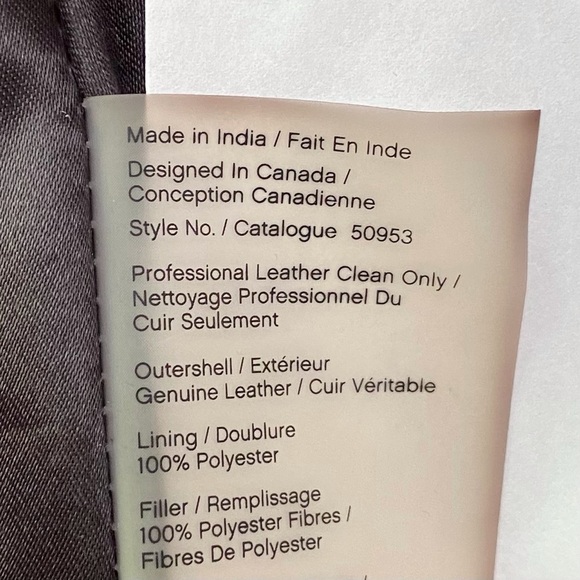 Made in India / Fait En Inde
Designed In Canada /
Conception Canadienne
Style No. / Catalogue 50953
Professional Leather Clean Only /
Nettoyage Professionnel Du
Cuir Seulement
Outershell / Extérieur
Genuine Leather / Cuir Véritable
Lining / Doublure
100% Polyester
Filler / Remplissage
100% Polyester Fibres /
Fibres De Polyester